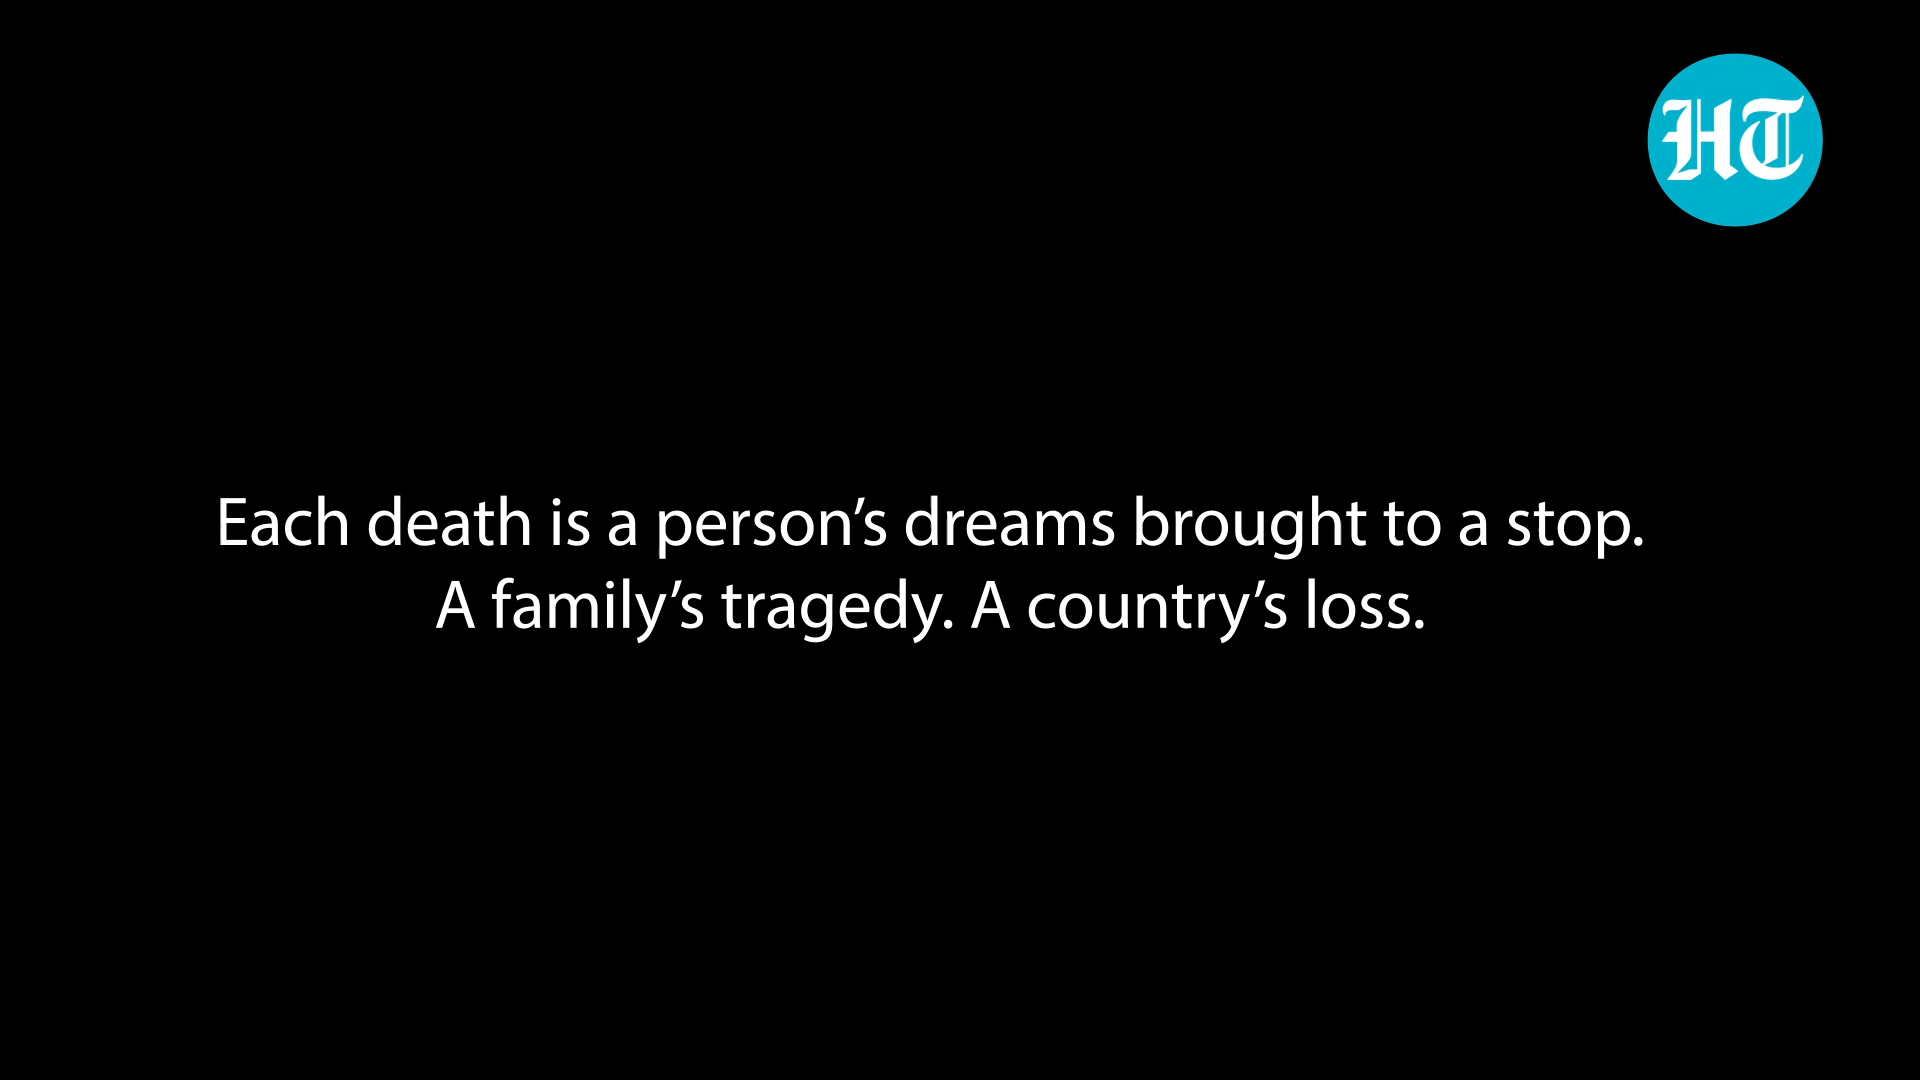 HT
Each death is a person’s dreams brought to a stop.
A family’s tragedy. A country’s loss.